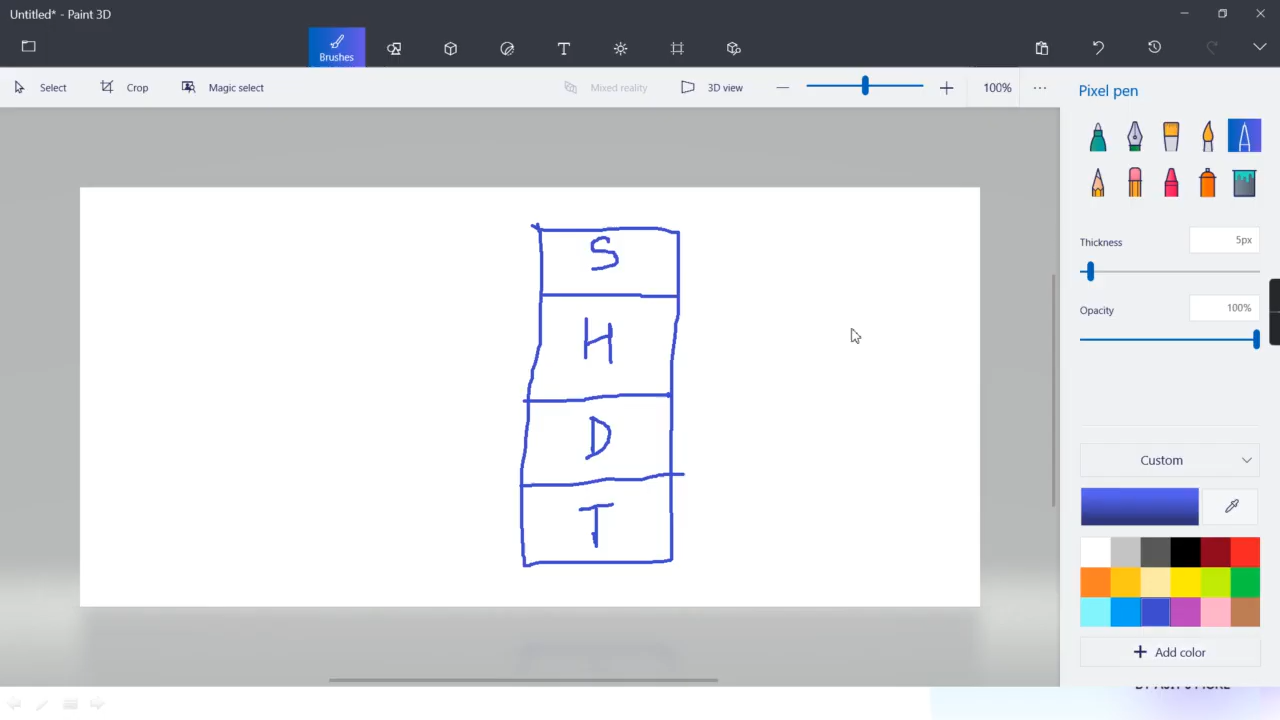 Untitled* - Paint 3D
Brushes
Select Crop Magic select Mixed reality 3D view 100%
Pixel pen
Thickness 5px
Opacity 100%
Custom
Add color
S
H
D
T